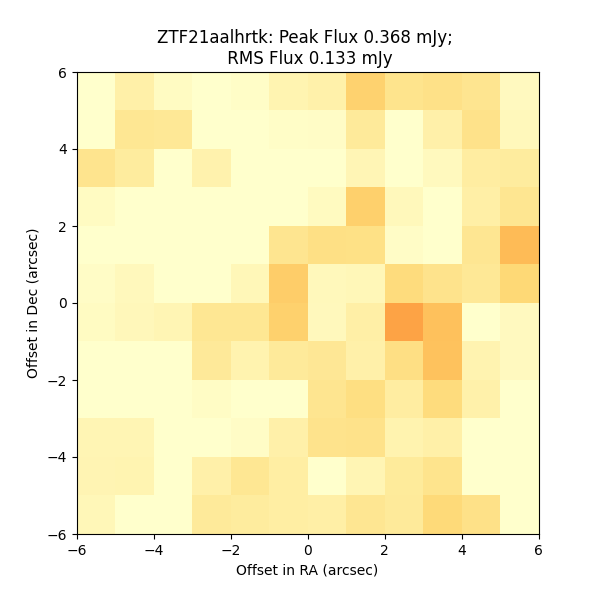 ZTF21aalhrtk: Peak Flux 0.368 mJy;
RMS Flux 0.133 mJy
6
4
2
0
−2
−4
−6
Offset in Dec (arcsec)
−6 −4 −2 0 2 4 6
Offset in RA (arcsec)